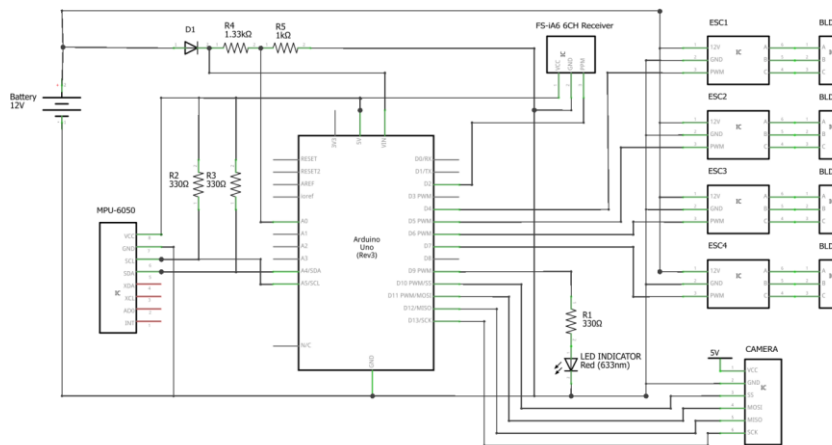 D1
R4
1.33kΩ
R5
1kΩ
FS-iA6 6CH Receiver
IC
VCC
GND
PPM
Battery
12V
R2
330Ω
R3
330Ω
MPU-6050
VCC
GND
SCL
SDA
XDA
XCL
AD0
INT
IC
3V3
5V
VIN
RESET
RESET2
AREF
ioref
A0
A1
A2
A3
A4/SDA
A5/SCL
N/C
Arduino
Uno
(Rev3)
D0/RX
D1/TX
D2
D3 PWM
D4
D5 PWM
D6 PWM
D7
D8
D9 PWM
D10 PWM/SS
D11 PWM/MOSI
D12/MISO
D13/SCK
GND
R1
330Ω
LED INDICATOR
Red (633nm)
ESC1
12V
GND
PWM
IC
A
B
C
BLD
A
B
C
ESC2
12V
GND
PWM
IC
A
B
C
BLD
A
B
C
ESC3
12V
GND
PWM
IC
A
B
C
BLD
A
B
C
ESC4
12V
GND
PWM
IC
A
B
C
BLD
A
B
C
CAMERA
5V
VCC
GND
SS
MOSI
MISO
SCK
IC